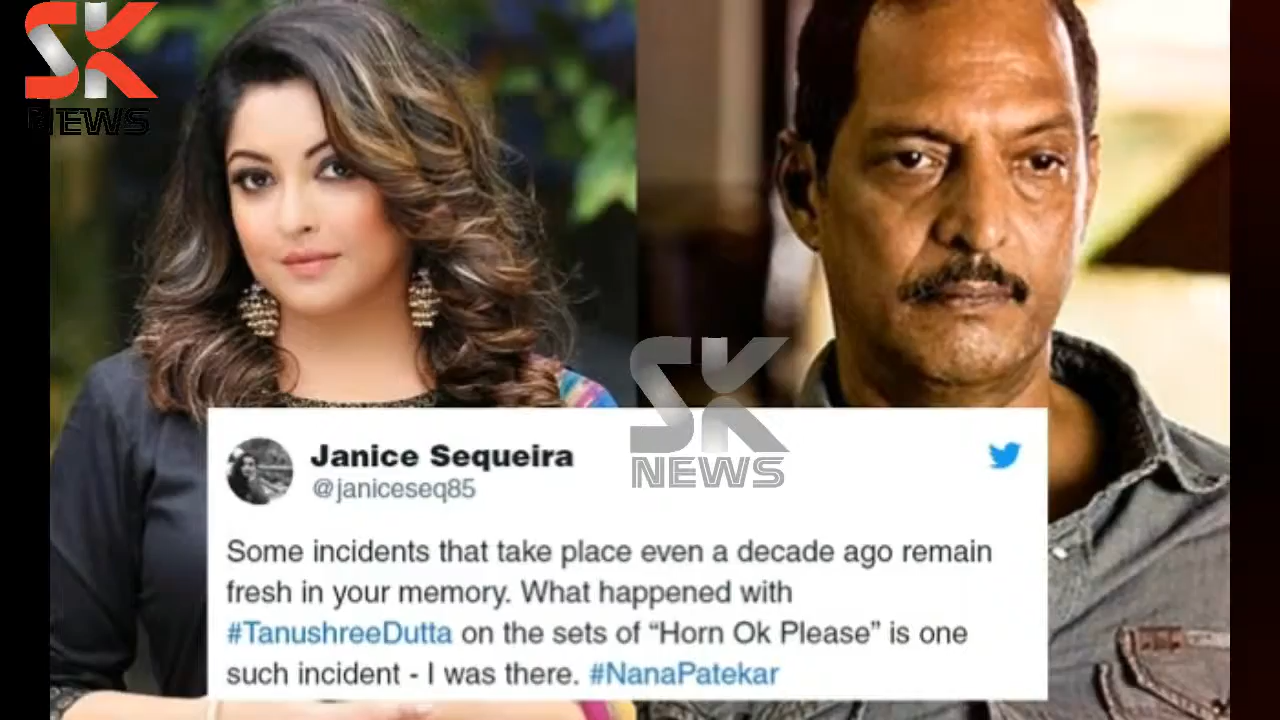 SK
NEWS
SK
NEWS
Janice Sequeira
@janiceseq85
Some incidents that take place even a decade ago remain
fresh in your memory. What happened with
#TanushreeDutta on the sets of “Horn Ok Please” is one
such incident - I was there. #NanaPatekar